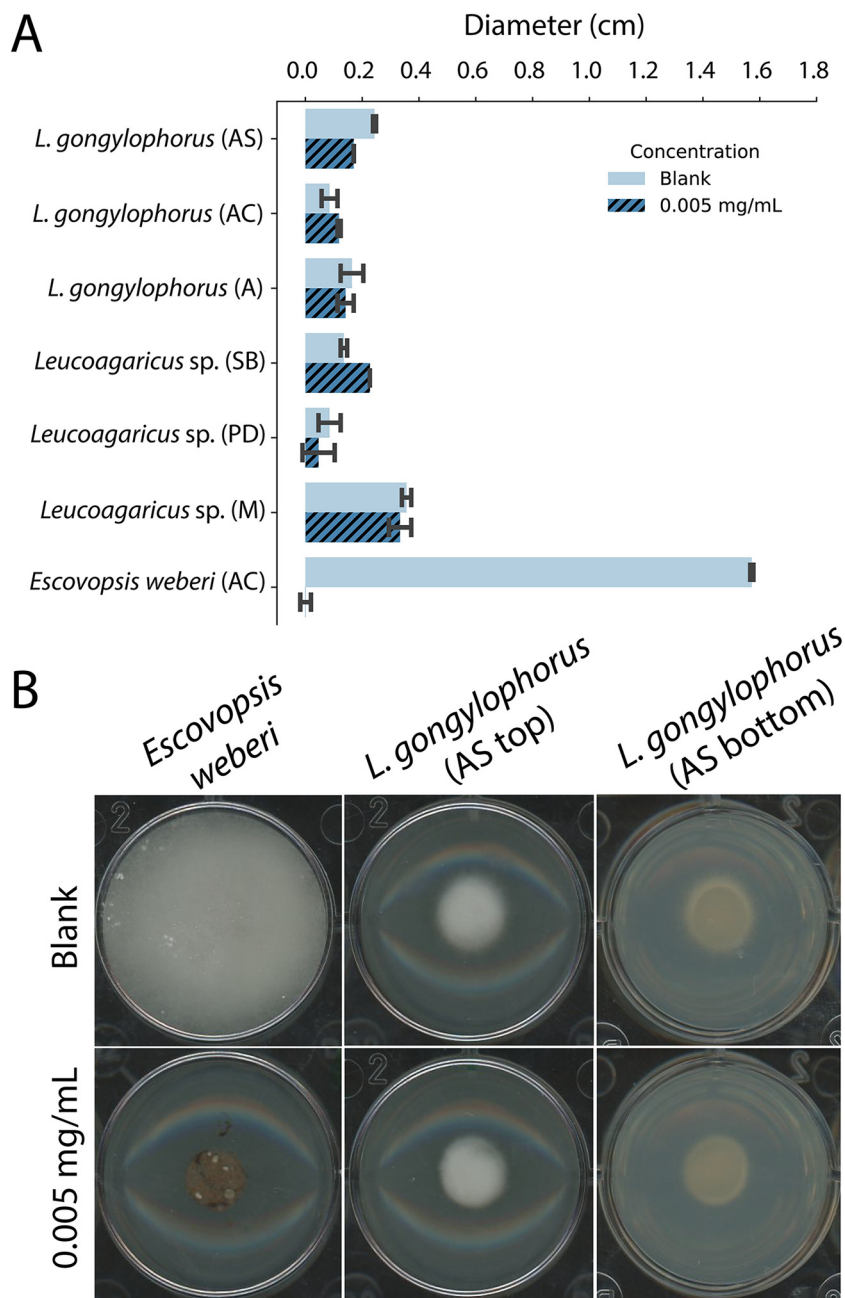 A
Diameter (cm)
0.0 0.2 0.4 0.6 0.8 1.0 1.2 1.4 1.6 1.8
L. gongylophorus (AS)
L. gongylophorus (AC)
L. gongylophorus (A)
Leucoagaricus sp. (SB)
Leucoagaricus sp. (PD)
Leucoagaricus sp. (M)
Escovopsis weberi (AC)
Concentration
Blank
0.005 mg/mL
B
Escovopsis
weberi
L. gongylophorus
(AS top)
L. gongylophorus
(AS bottom)
Blank
2
2
2
0.005 mg/mL
2
2